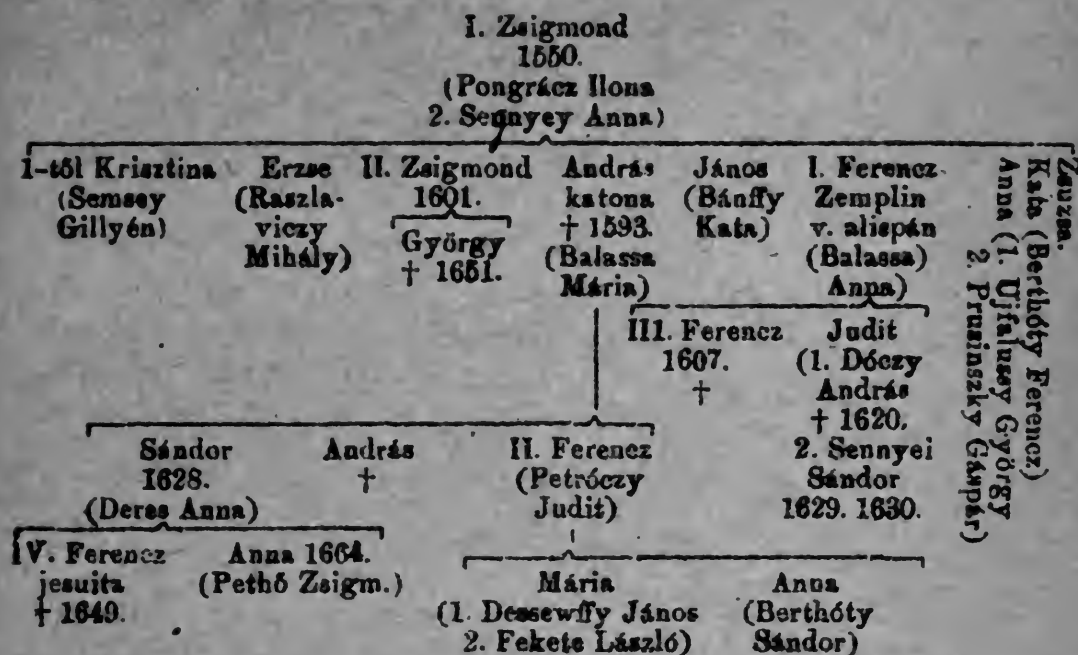 I. Zsigmond
1550.
(Pongrácz Ilona
2. Sennyey Anna)
1-től Krisztina
(Semsey
Gillyén)
Erzse
(Raszla-
viczy
Mihály)
II. Zsigmond
1601.
György
† 1651.
András
katona
† 1593.
(Balassa
Mária)
János
(Bánffy
Kata)
I. Ferencz
Zemplin
v. alispán
(Balassa)
Anna)
Zsuzsa.
Kata (Berthóty Ferencz)
Anna (1. Ujfalussy György
2. Prusinszky Gáspár)
III. Ferencz
1607.
†
Judit
(1. Dóczy
András
† 1620.
2. Sennyei
Sándor
1629. 1630.
Sándor
1628.
(Deres Anna)
András
†
II. Ferencz
(Petróczy
Judit)
IV. Ferencz
jesuita
† 1649.
Anna 1664.
(Pethő Zsigm.)
Mária
(1. Dessewffy János
2. Fekete László)
Anna
(Berthóty
Sándor)